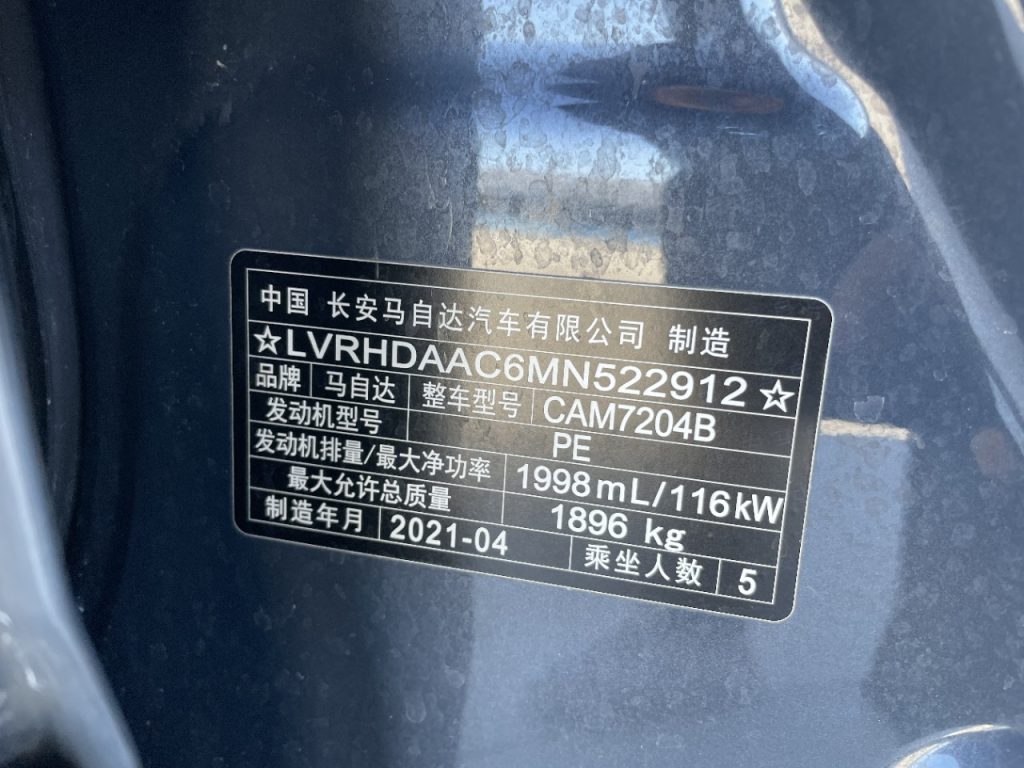 中国 长安马自达汽车有限公司 制造
☆LVRHDAAC6MN522912☆
品牌 马自达 整车型号 CAM7204B
发动机型号 PE
发动机排量/最大净功率 1998mL/116kW
最大允许总质量 1896 kg
制造年月 2021-04 乘坐人数 5